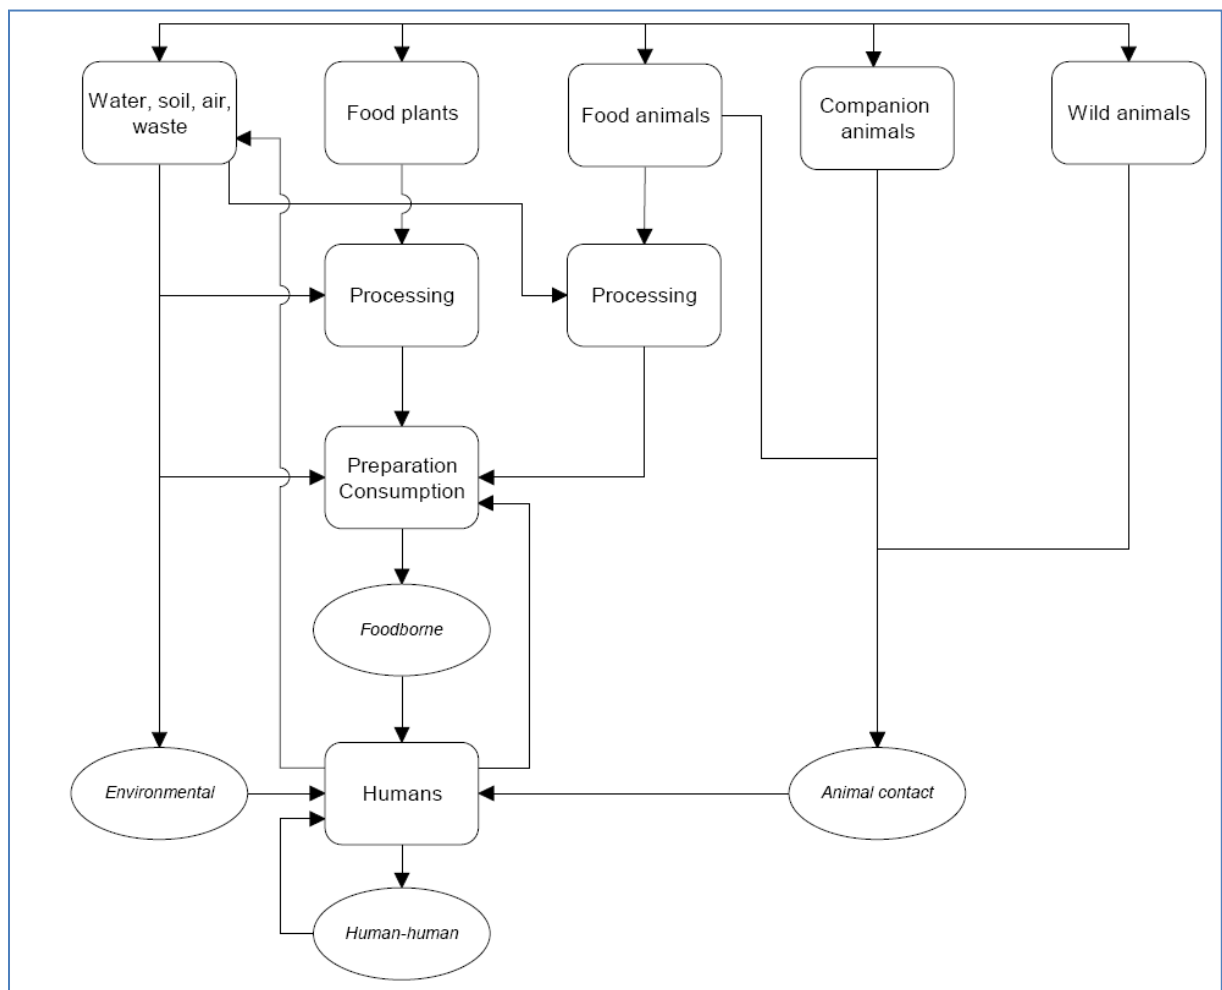 Water, soil, air,
waste
Food plants
Food animals
Companion
animals
Wild animals
Processing
Processing
Preparation
Consumption
Foodborne
Environmental
Humans
Animal contact
Human-human